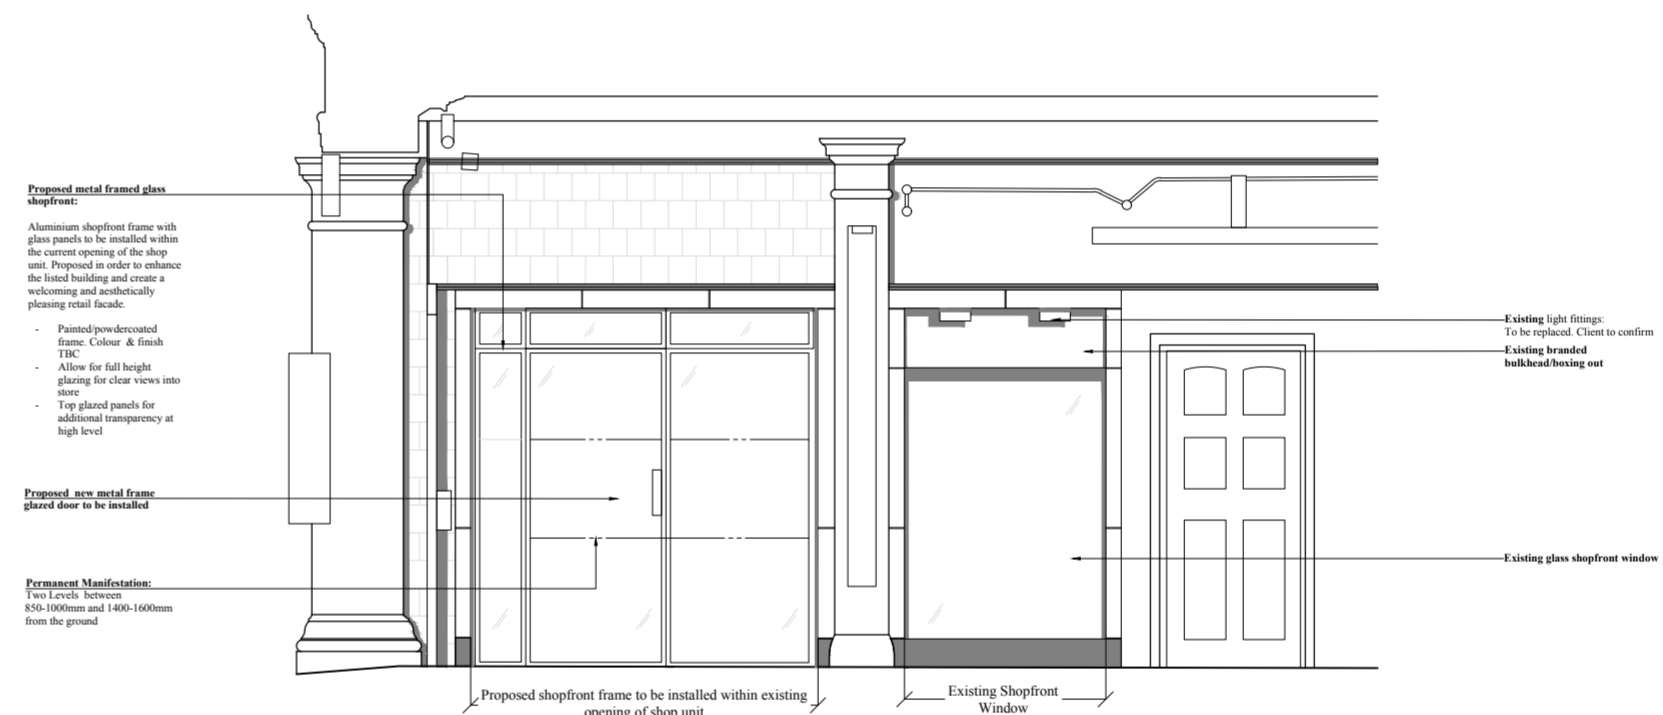 Proposed metal framed glass
shopfront:
Aluminium shopfront frame with
glass panels to be installed within
the current opening of the shop
unit. Proposed in order to enhance
the listed building and create a
welcoming and aesthetically
pleasing retail facade.
- Painted/powdercoated
frame. Colour & finish
TBC
- Allow for full height
glazing for clear views into
store
- Top glazed panels for
additional transparency at
high level
Proposed new metal frame
glazed door to be installed
Permanent Manifestation:
Two Levels between
850-1000mm and 1400-1600mm
from the ground
Existing light fittings:
To be replaced. Client to confirm
Existing branded
bulkhead/boxing out
Existing glass shopfront window
Proposed shopfront frame to be installed within existing
opening of shop unit
Existing Shopfront
Window